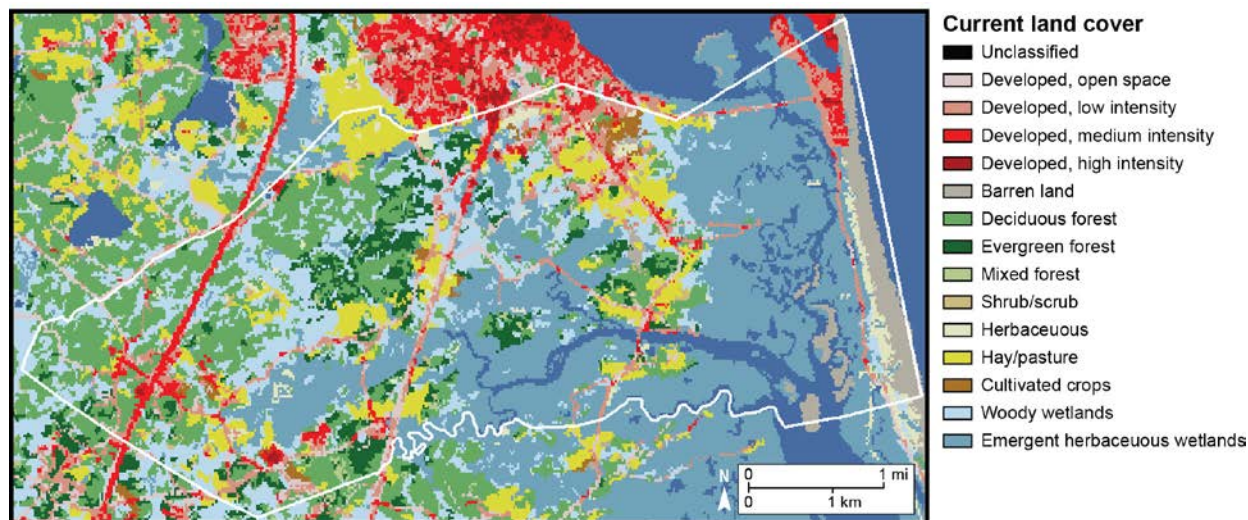 Current land cover
Unclassified
Developed, open space
Developed, low intensity
Developed, medium intensity
Developed, high intensity
Barren land
Deciduous forest
Evergreen forest
Mixed forest
Shrub/scrub
Herbaceuous
Hay/pasture
Cultivated crops
Woody wetlands
Emergent herbaceuous wetlands
N
0 1 mi
0 1 km